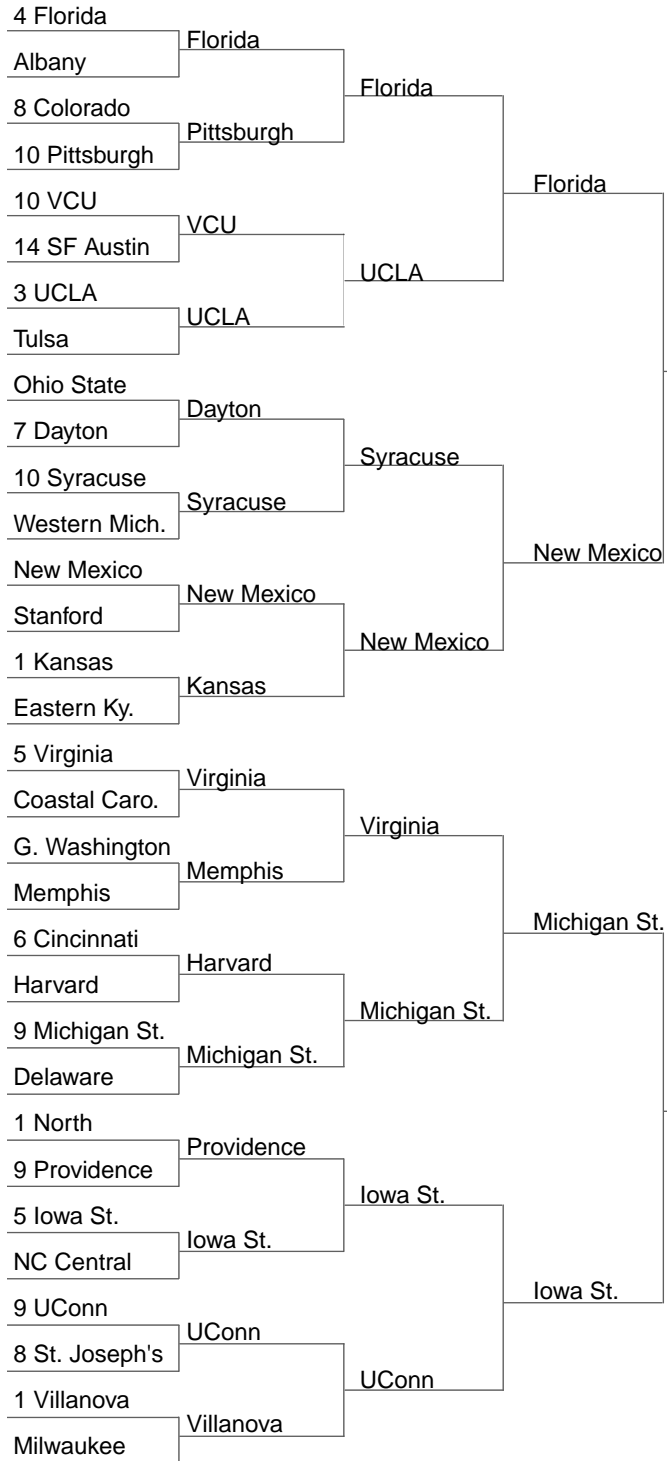 4 Florida
Albany
8 Colorado
10 Pittsburgh
10 VCU
14 SF Austin
3 UCLA
Tulsa
Ohio State
7 Dayton
10 Syracuse
Western Mich.
New Mexico
Stanford
1 Kansas
Eastern Ky.
5 Virginia
Coastal Caro.
G. Washington
Memphis
6 Cincinnati
Harvard
9 Michigan St.
Delaware
1 North
9 Providence
5 Iowa St.
NC Central
9 UConn
8 St. Joseph's
1 Villanova
Milwaukee
Florida
Pittsburgh
VCU
UCLA
Dayton
Syracuse
New Mexico
Kansas
Virginia
Memphis
Harvard
Michigan St.
Providence
Iowa St.
UConn
Villanova
Florida
UCLA
Syracuse
New Mexico
Virginia
Michigan St.
Iowa St.
UConn
Florida
New Mexico
Michigan St.
Iowa St.